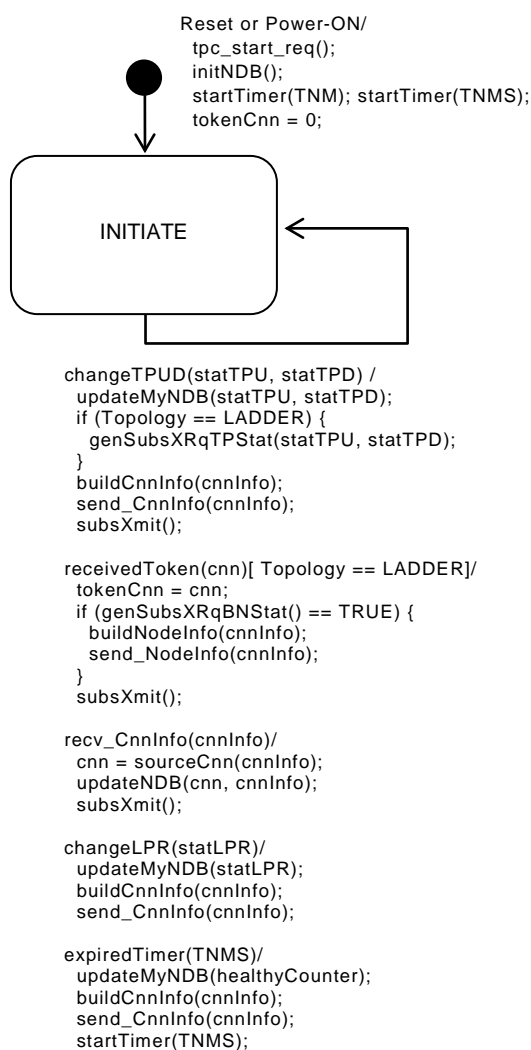 Reset or Power-ON/
tpc_start_req();
initNDB();
startTimer(TNM); startTimer(TNMS);
tokenCnn = 0;
INITIATE
changeTPUD(statTPU, statTPD) /
updateMyNDB(statTPU, statTPD);
if (Topology == LADDER) {
genSubsXRqTPStat(statTPU, statTPD);
}
buildCnnInfo(cnnInfo);
send_CnnInfo(cnnInfo);
subsXmit();
receivedToken(cnn)[ Topology == LADDER]/
tokenCnn = cnn;
if (genSubsXRqBNStat() == TRUE) {
buildNodeInfo(cnnInfo);
send_NodeInfo(cnnInfo);
}
subsXmit();
recv_CnnInfo(cnnInfo)/
cnn = sourceCnn(cnnInfo);
updateNDB(cnn, cnnInfo);
subsXmit();
changeLPR(statLPR)/
updateMyNDB(statLPR);
buildCnnInfo(cnnInfo);
send_CnnInfo(cnnInfo);
expiredTimer(TNMS)/
updateMyNDB(healthyCounter);
buildCnnInfo(cnnInfo);
send_CnnInfo(cnnInfo);
startTimer(TNMS);